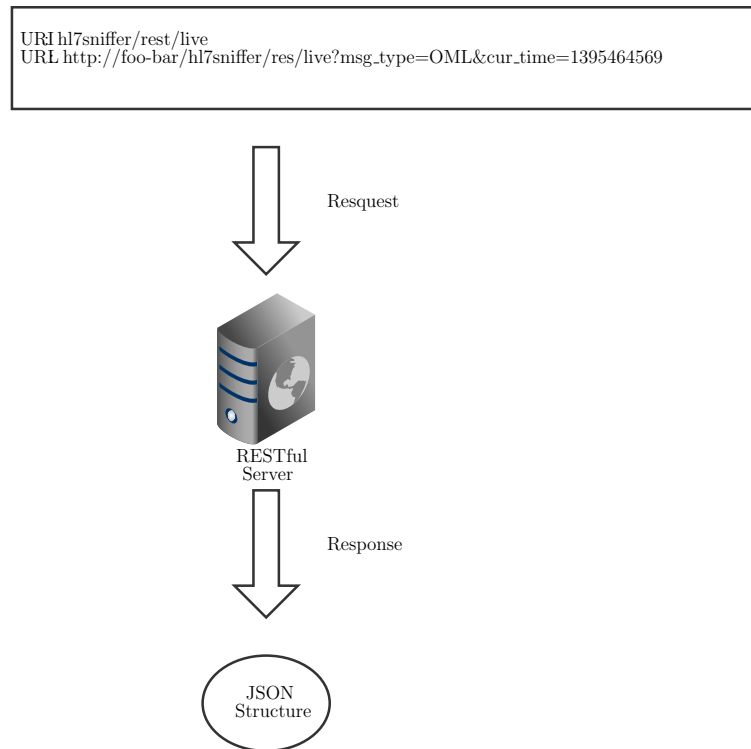 URI hl7sniffer/rest/live
URL http://foo-bar/hl7sniffer/res/live?msg_type=OML&cur_time=1395464569
Resquest
RESTful
Server
Response
JSON
Structure